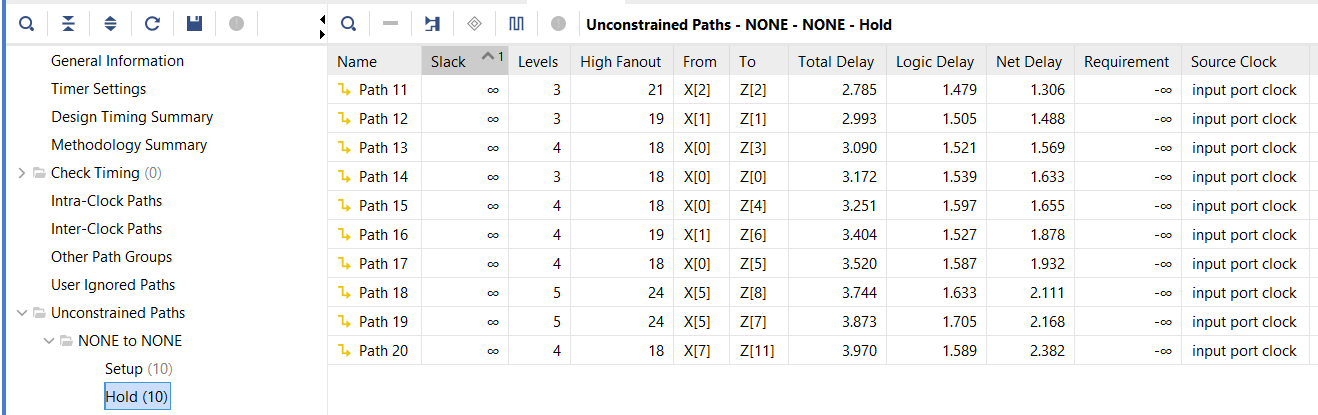 Unconstrained Paths - NONE - NONE - Hold
General Information
Timer Settings
Design Timing Summary
Methodology Summary
Check Timing (0)
Intra-Clock Paths
Inter-Clock Paths
Other Path Groups
User Ignored Paths
Unconstrained Paths
NONE to NONE
Setup (10)
Hold (10)
Name Slack 1 Levels High Fanout From To Total Delay Logic Delay Net Delay Requirement Source Clock
Path 11 ∞ 3 21 X[2] Z[2] 2.785 1.479 1.306 -∞ input port clock
Path 12 ∞ 3 19 X[1] Z[1] 2.993 1.505 1.488 -∞ input port clock
Path 13 ∞ 4 18 X[0] Z[3] 3.090 1.521 1.569 -∞ input port clock
Path 14 ∞ 3 18 X[0] Z[0] 3.172 1.539 1.633 -∞ input port clock
Path 15 ∞ 4 18 X[0] Z[4] 3.251 1.597 1.655 -∞ input port clock
Path 16 ∞ 4 19 X[1] Z[6] 3.404 1.527 1.878 -∞ input port clock
Path 17 ∞ 4 18 X[0] Z[5] 3.520 1.587 1.932 -∞ input port clock
Path 18 ∞ 5 24 X[5] Z[8] 3.744 1.633 2.111 -∞ input port clock
Path 19 ∞ 5 24 X[5] Z[7] 3.873 1.705 2.168 -∞ input port clock
Path 20 ∞ 4 18 X[7] Z[11] 3.970 1.589 2.382 -∞ input port clock